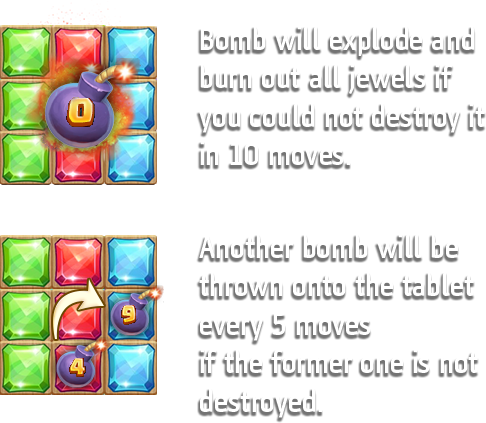 0
Bomb will explode and
burn out all jewels if
you could not destroy it
in 10 moves.
9
4
Another bomb will be
thrown onto the tablet
every 5 moves
if the former one is not
destroyed.